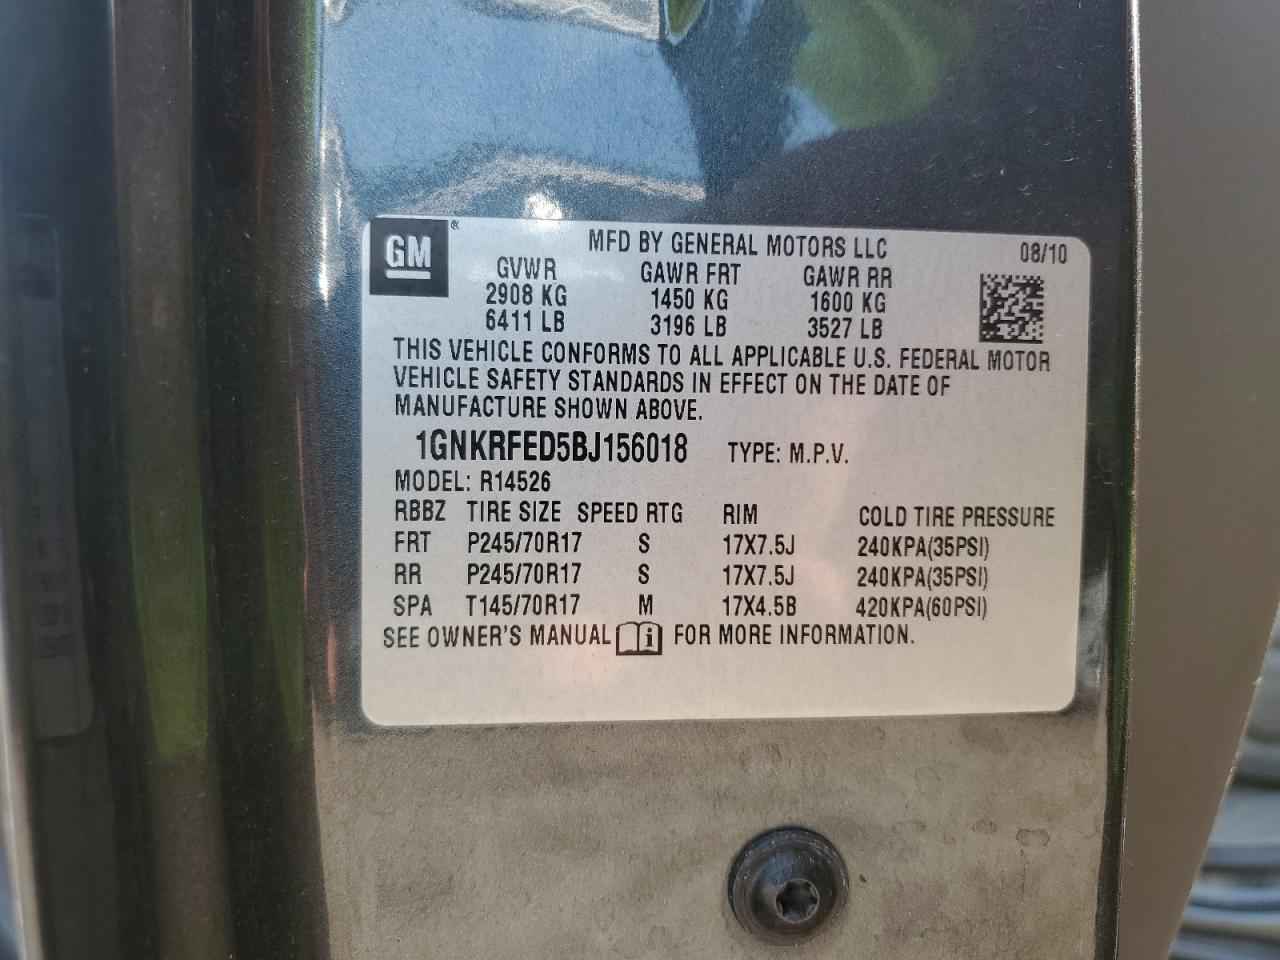 GM ® MFD BY GENERAL MOTORS LLC 08/10
GVWR GAWR FRT GAWR RR
2908 KG 1450 KG 1600 KG
6411 LB 3196 LB 3527 LB
THIS VEHICLE CONFORMS TO ALL APPLICABLE U.S. FEDERAL MOTOR
VEHICLE SAFETY STANDARDS IN EFFECT ON THE DATE OF
MANUFACTURE SHOWN ABOVE.
1GNKRFED5BJ156018 TYPE: M.P.V.
MODEL: R14526
RBBZ TIRE SIZE SPEED RTG RIM COLD TIRE PRESSURE
FRT P245/70R17 S 17X7.5J 240KPA(35PSI)
RR P245/70R17 S 17X7.5J 240KPA(35PSI)
SPA T145/70R17 M 17X4.5B 420KPA(60PSI)
SEE OWNER'S MANUAL i FOR MORE INFORMATION.